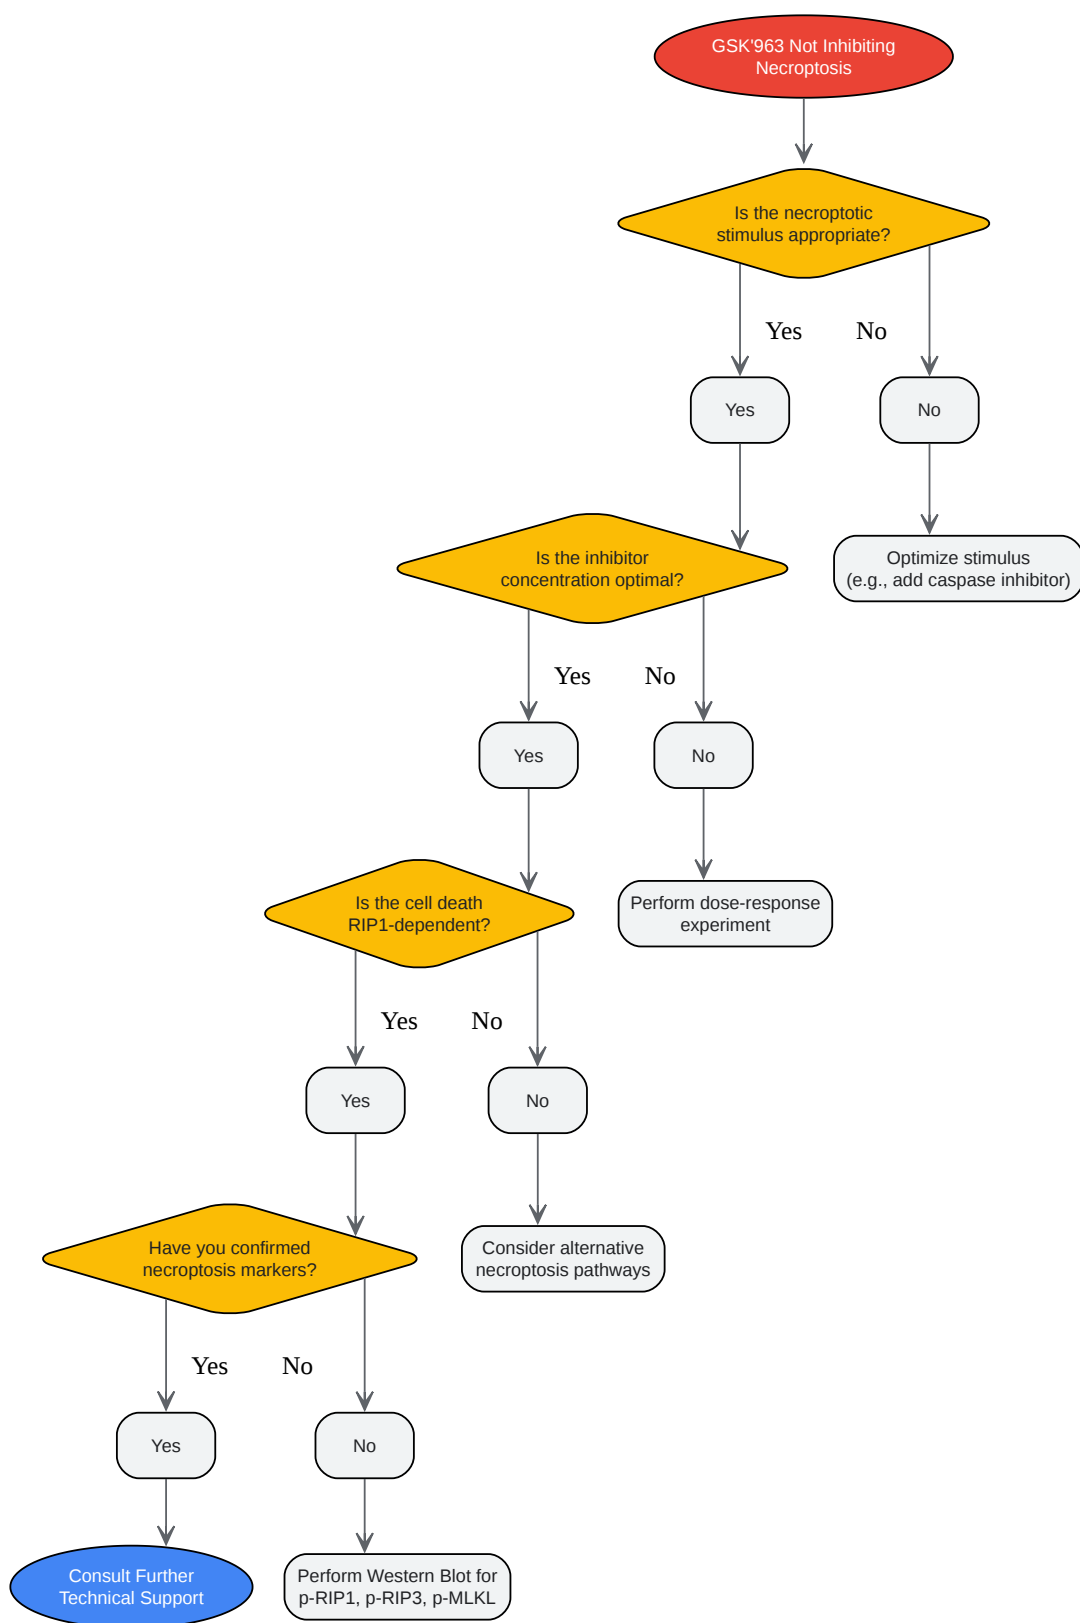 GSK'963 Not Inhibiting
Necroptosis
Is the necroptotic
stimulus appropriate?
Yes
No
Yes
No
Is the inhibitor
concentration optimal?
Optimize stimulus
(e.g., add caspase inhibitor)
Yes
No
Yes
No
Is the cell death
RIP1-dependent?
Perform dose-response
experiment
Yes
No
Yes
No
Have you confirmed
necroptosis markers?
Consider alternative
necroptosis pathways
Yes
No
Yes
No
Consult Further
Technical Support
Perform Western Blot for
p-RIP1, p-RIP3, p-MLKL